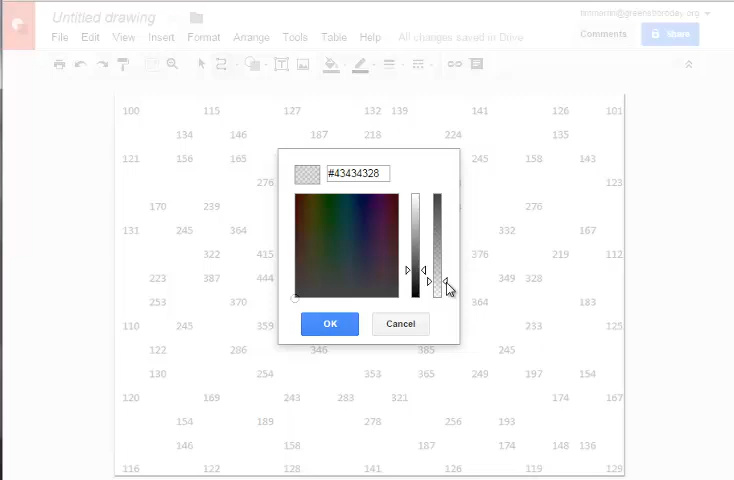 Untitled drawing
timmerin@greenstortoday.org
File Edit View Insert Format Arrange Tools Table Help All changes saved in Drive
Comments
Share
100 115 127 132 139 141 126 101
134 146 187 218 224 135
121 156 165 245 158 143
276 123
170 239 276
131 245 364 332 167
322 415 376 219 112
223 387 444 349 328
253 370 364 183
110 245 359 233 125
122 286 346 385 245
130 254 353 365 249 197 154
120 169 243 283 321 174 167
154 189 278 256 193
146 158 187 174 148 136
116 122 128 141 126 119 129
#43434328
OK Cancel